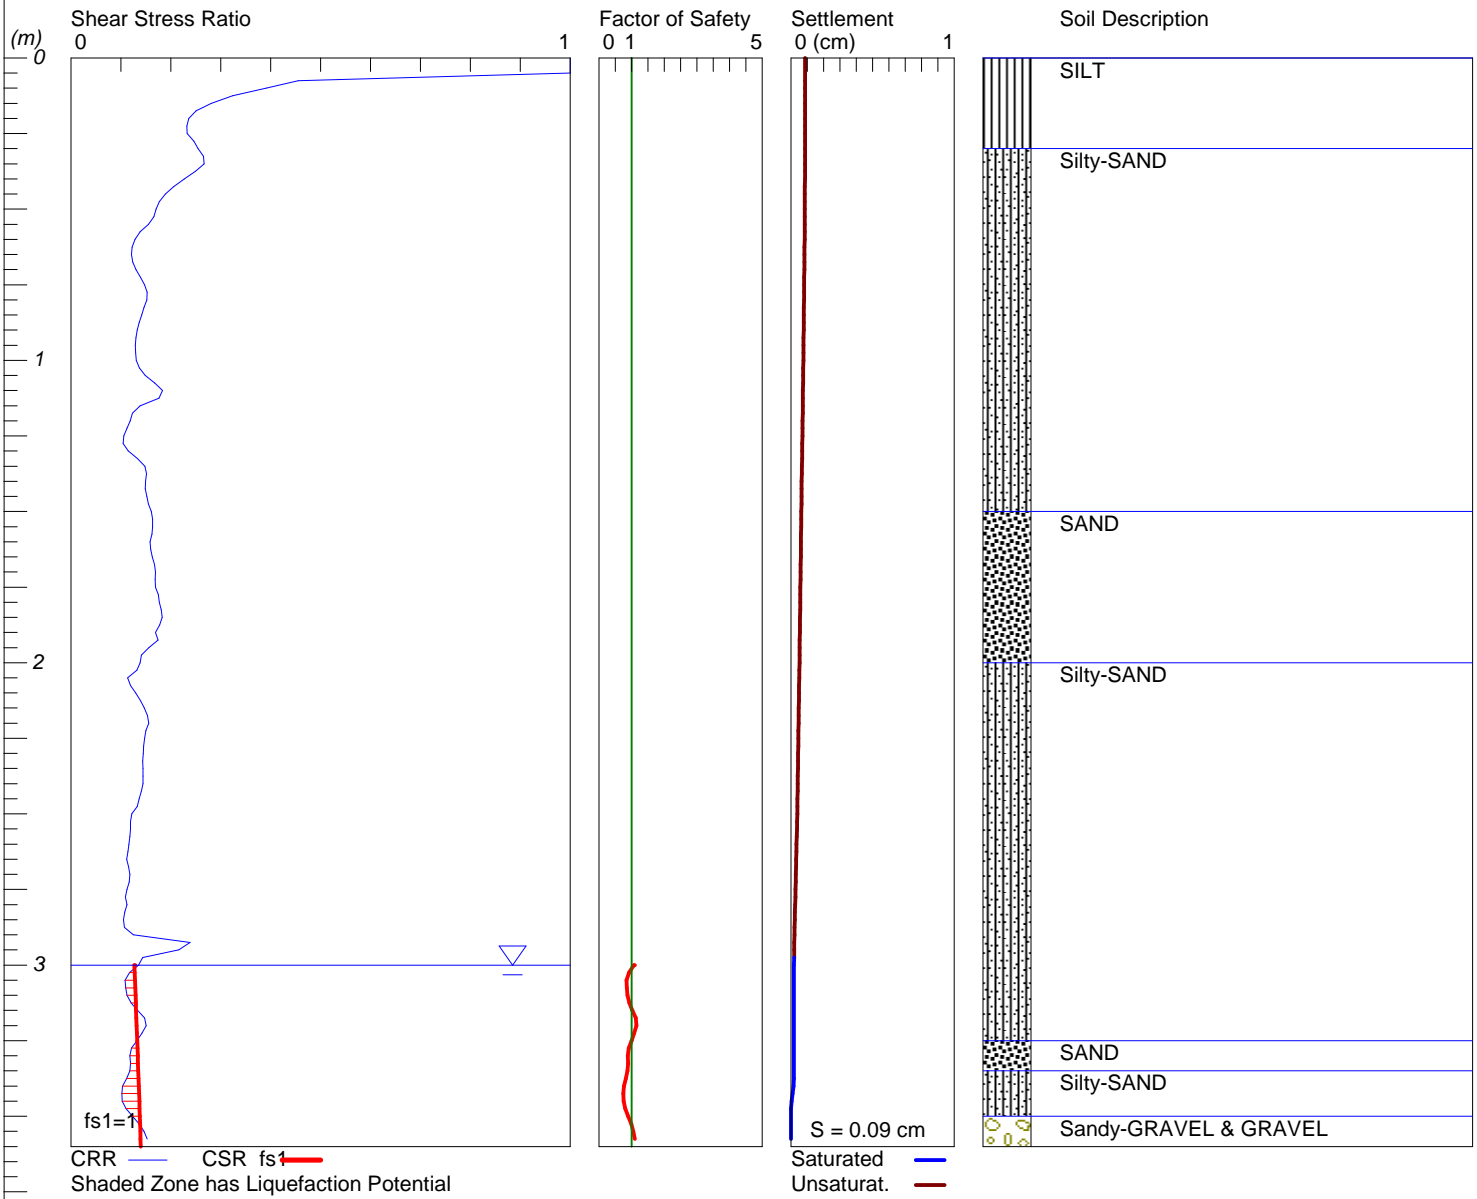 Shear Stress Ratio Factor of Safety Settlement Soil Description
(m) 0 1 0 1 5 0 (cm) 1
0
SILT
Silty-SAND
1
SAND
2
Silty-SAND
3
SAND
Silty-SAND
fs1=1 S = 0.09 cm Sandy-GRAVEL & GRAVEL
CRR CSR fs1 Saturated
Shaded Zone has Liquefaction Potential Unsaturat.